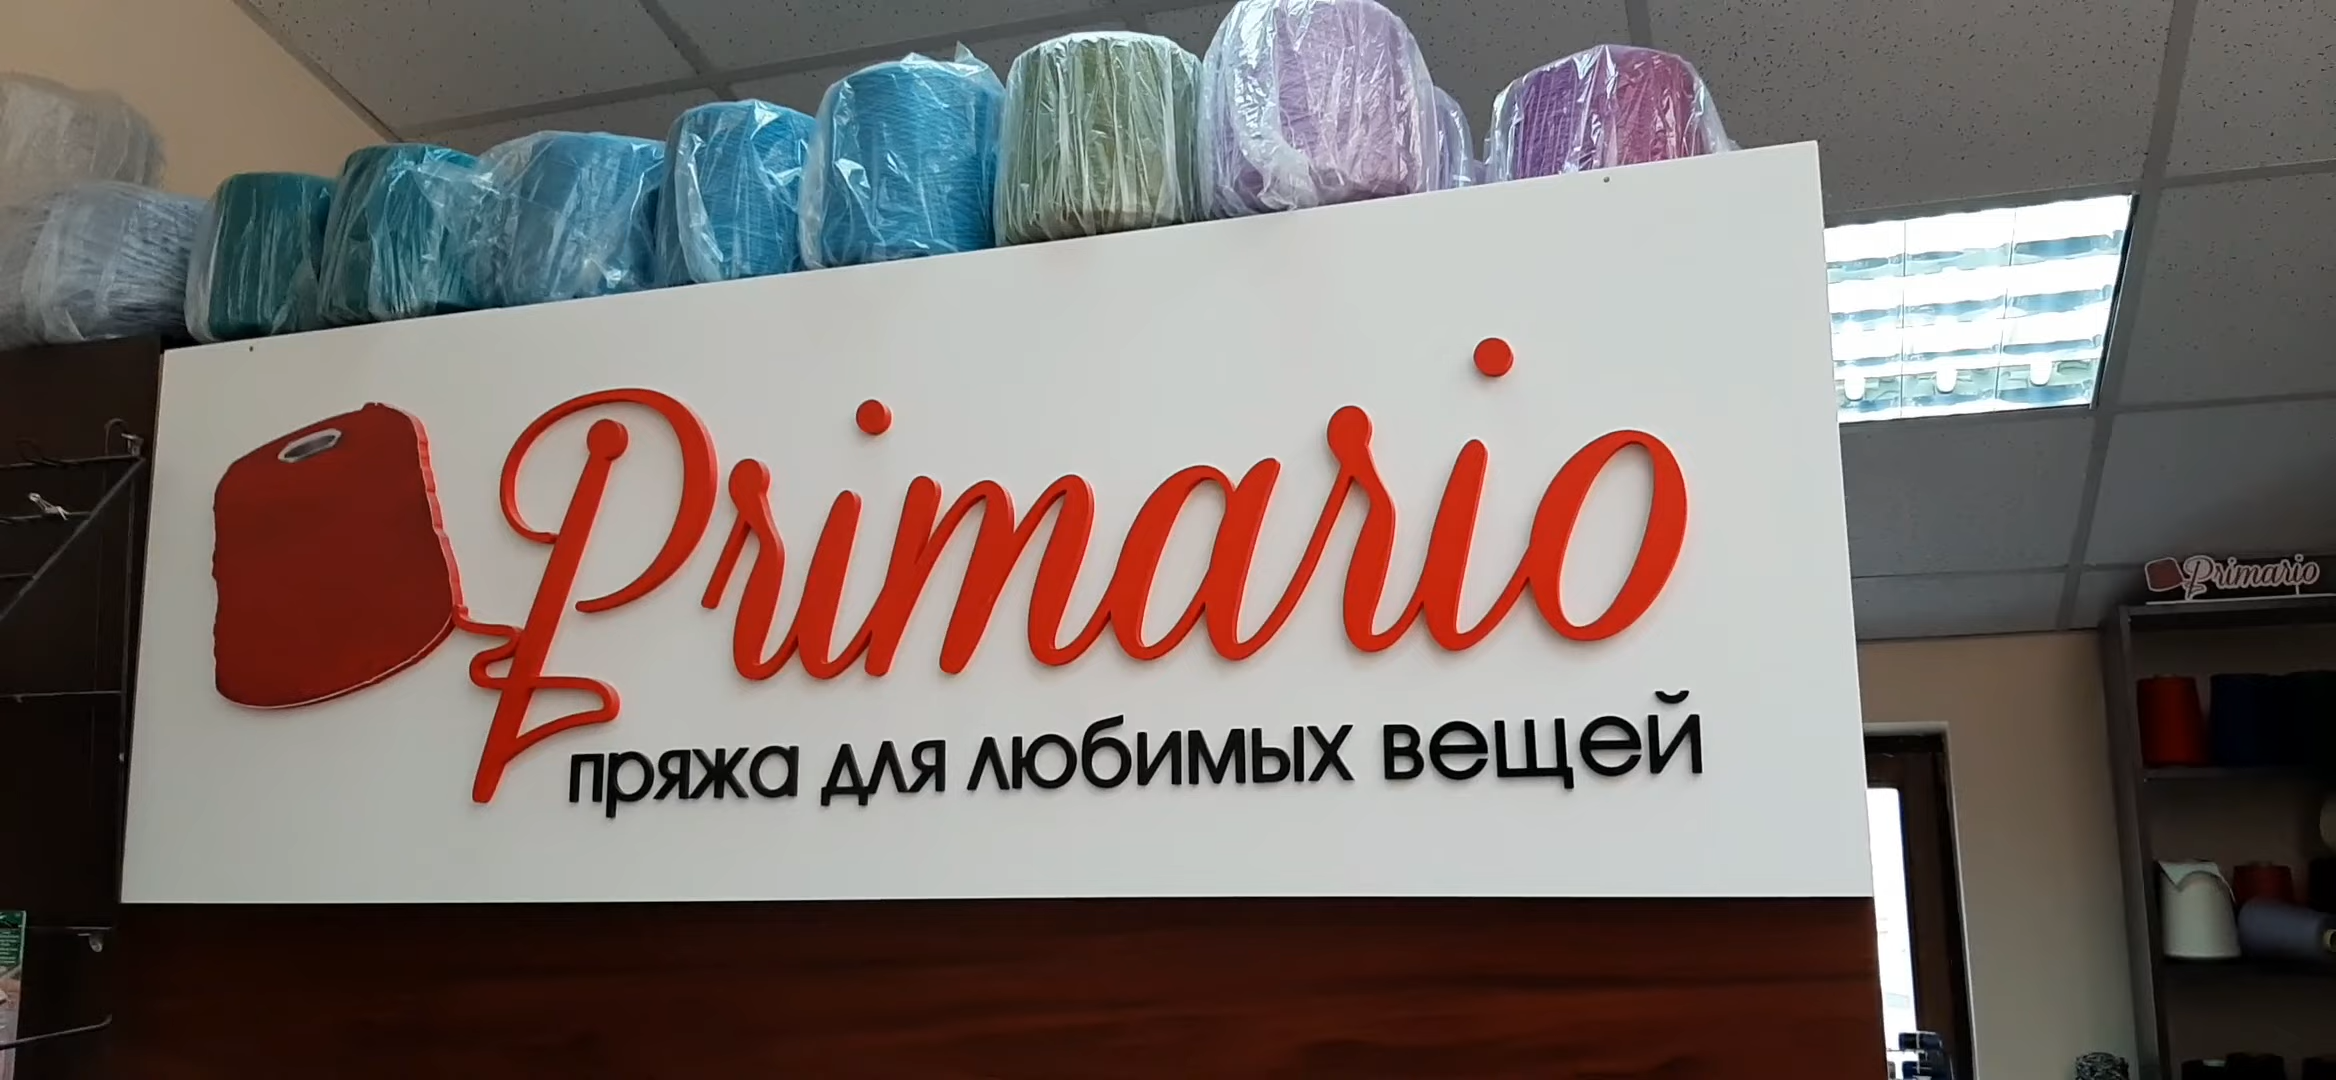 Primario
пряжа для любимых вещей
Primario